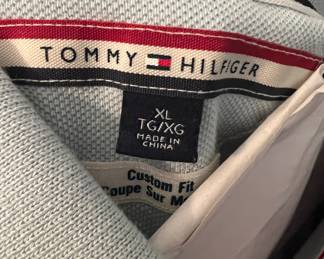 TOMMY HILFIGER
XL
TG/XG
MADE IN
CHINA
Custom Fit
Coupe Sur